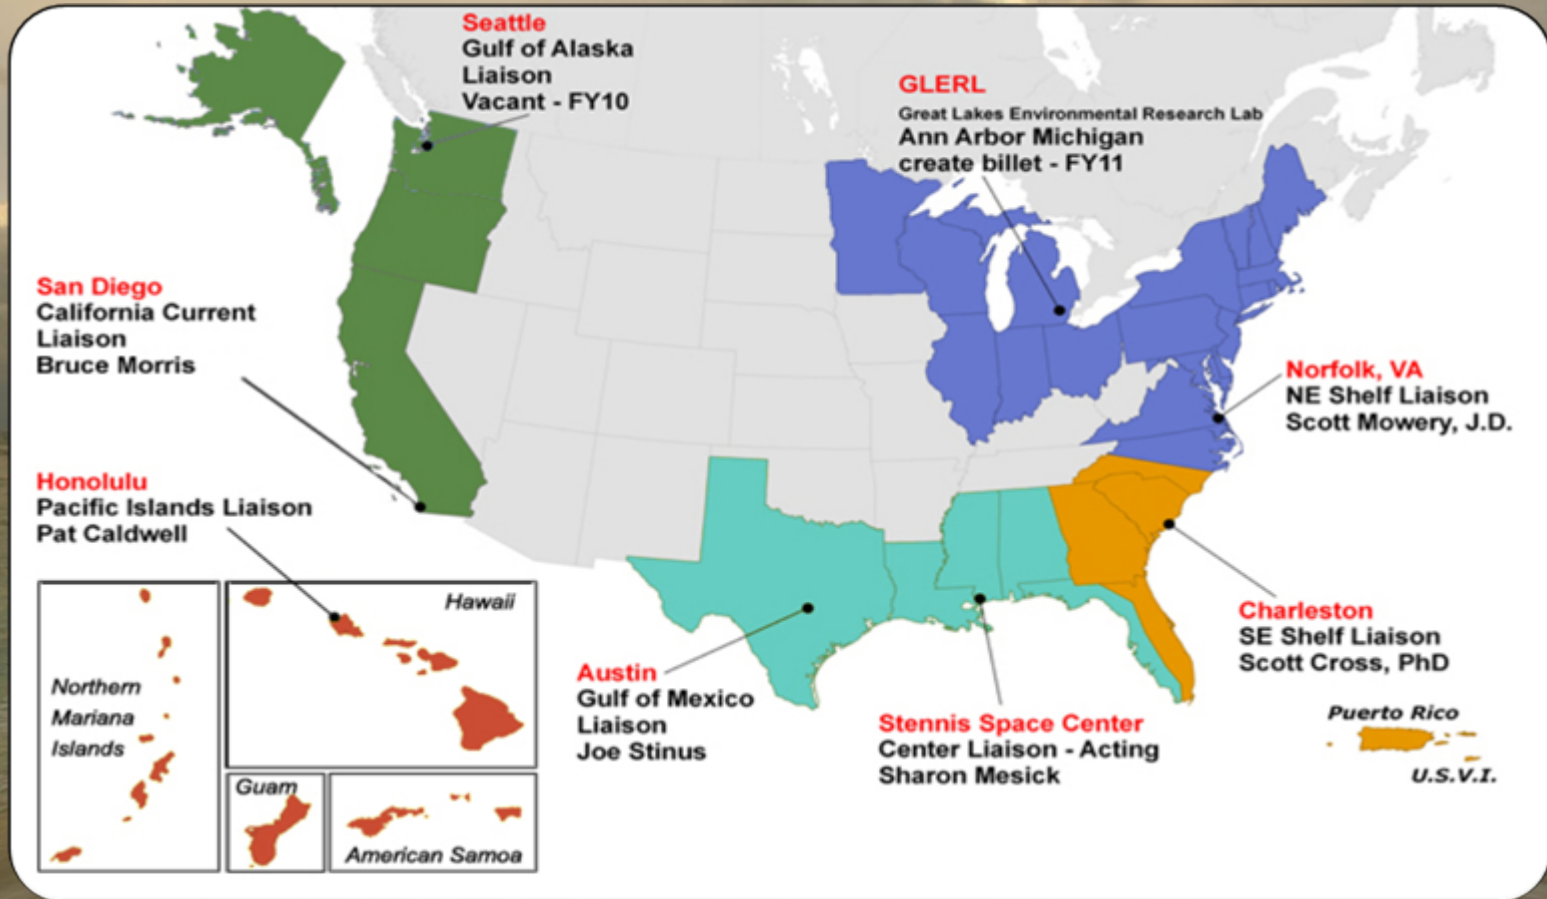 Seattle
Gulf of Alaska
Liaison
Vacant - FY10
GLERL
Great Lakes Environmental Research Lab
Ann Arbor Michigan
create billet - FY11
San Diego
California Current
Liaison
Bruce Morris
Norfolk, VA
NE Shelf Liaison
Scott Mowery, J.D.
Honolulu
Pacific Islands Liaison
Pat Caldwell
Hawaii
Northern
Mariana
Islands
Guam
American Samoa
Austin
Gulf of Mexico
Liaison
Joe Stinus
Stennis Space Center
Center Liaison - Acting
Sharon Mesick
Charleston
SE Shelf Liaison
Scott Cross, PhD
Puerto Rico
U.S.V.I.